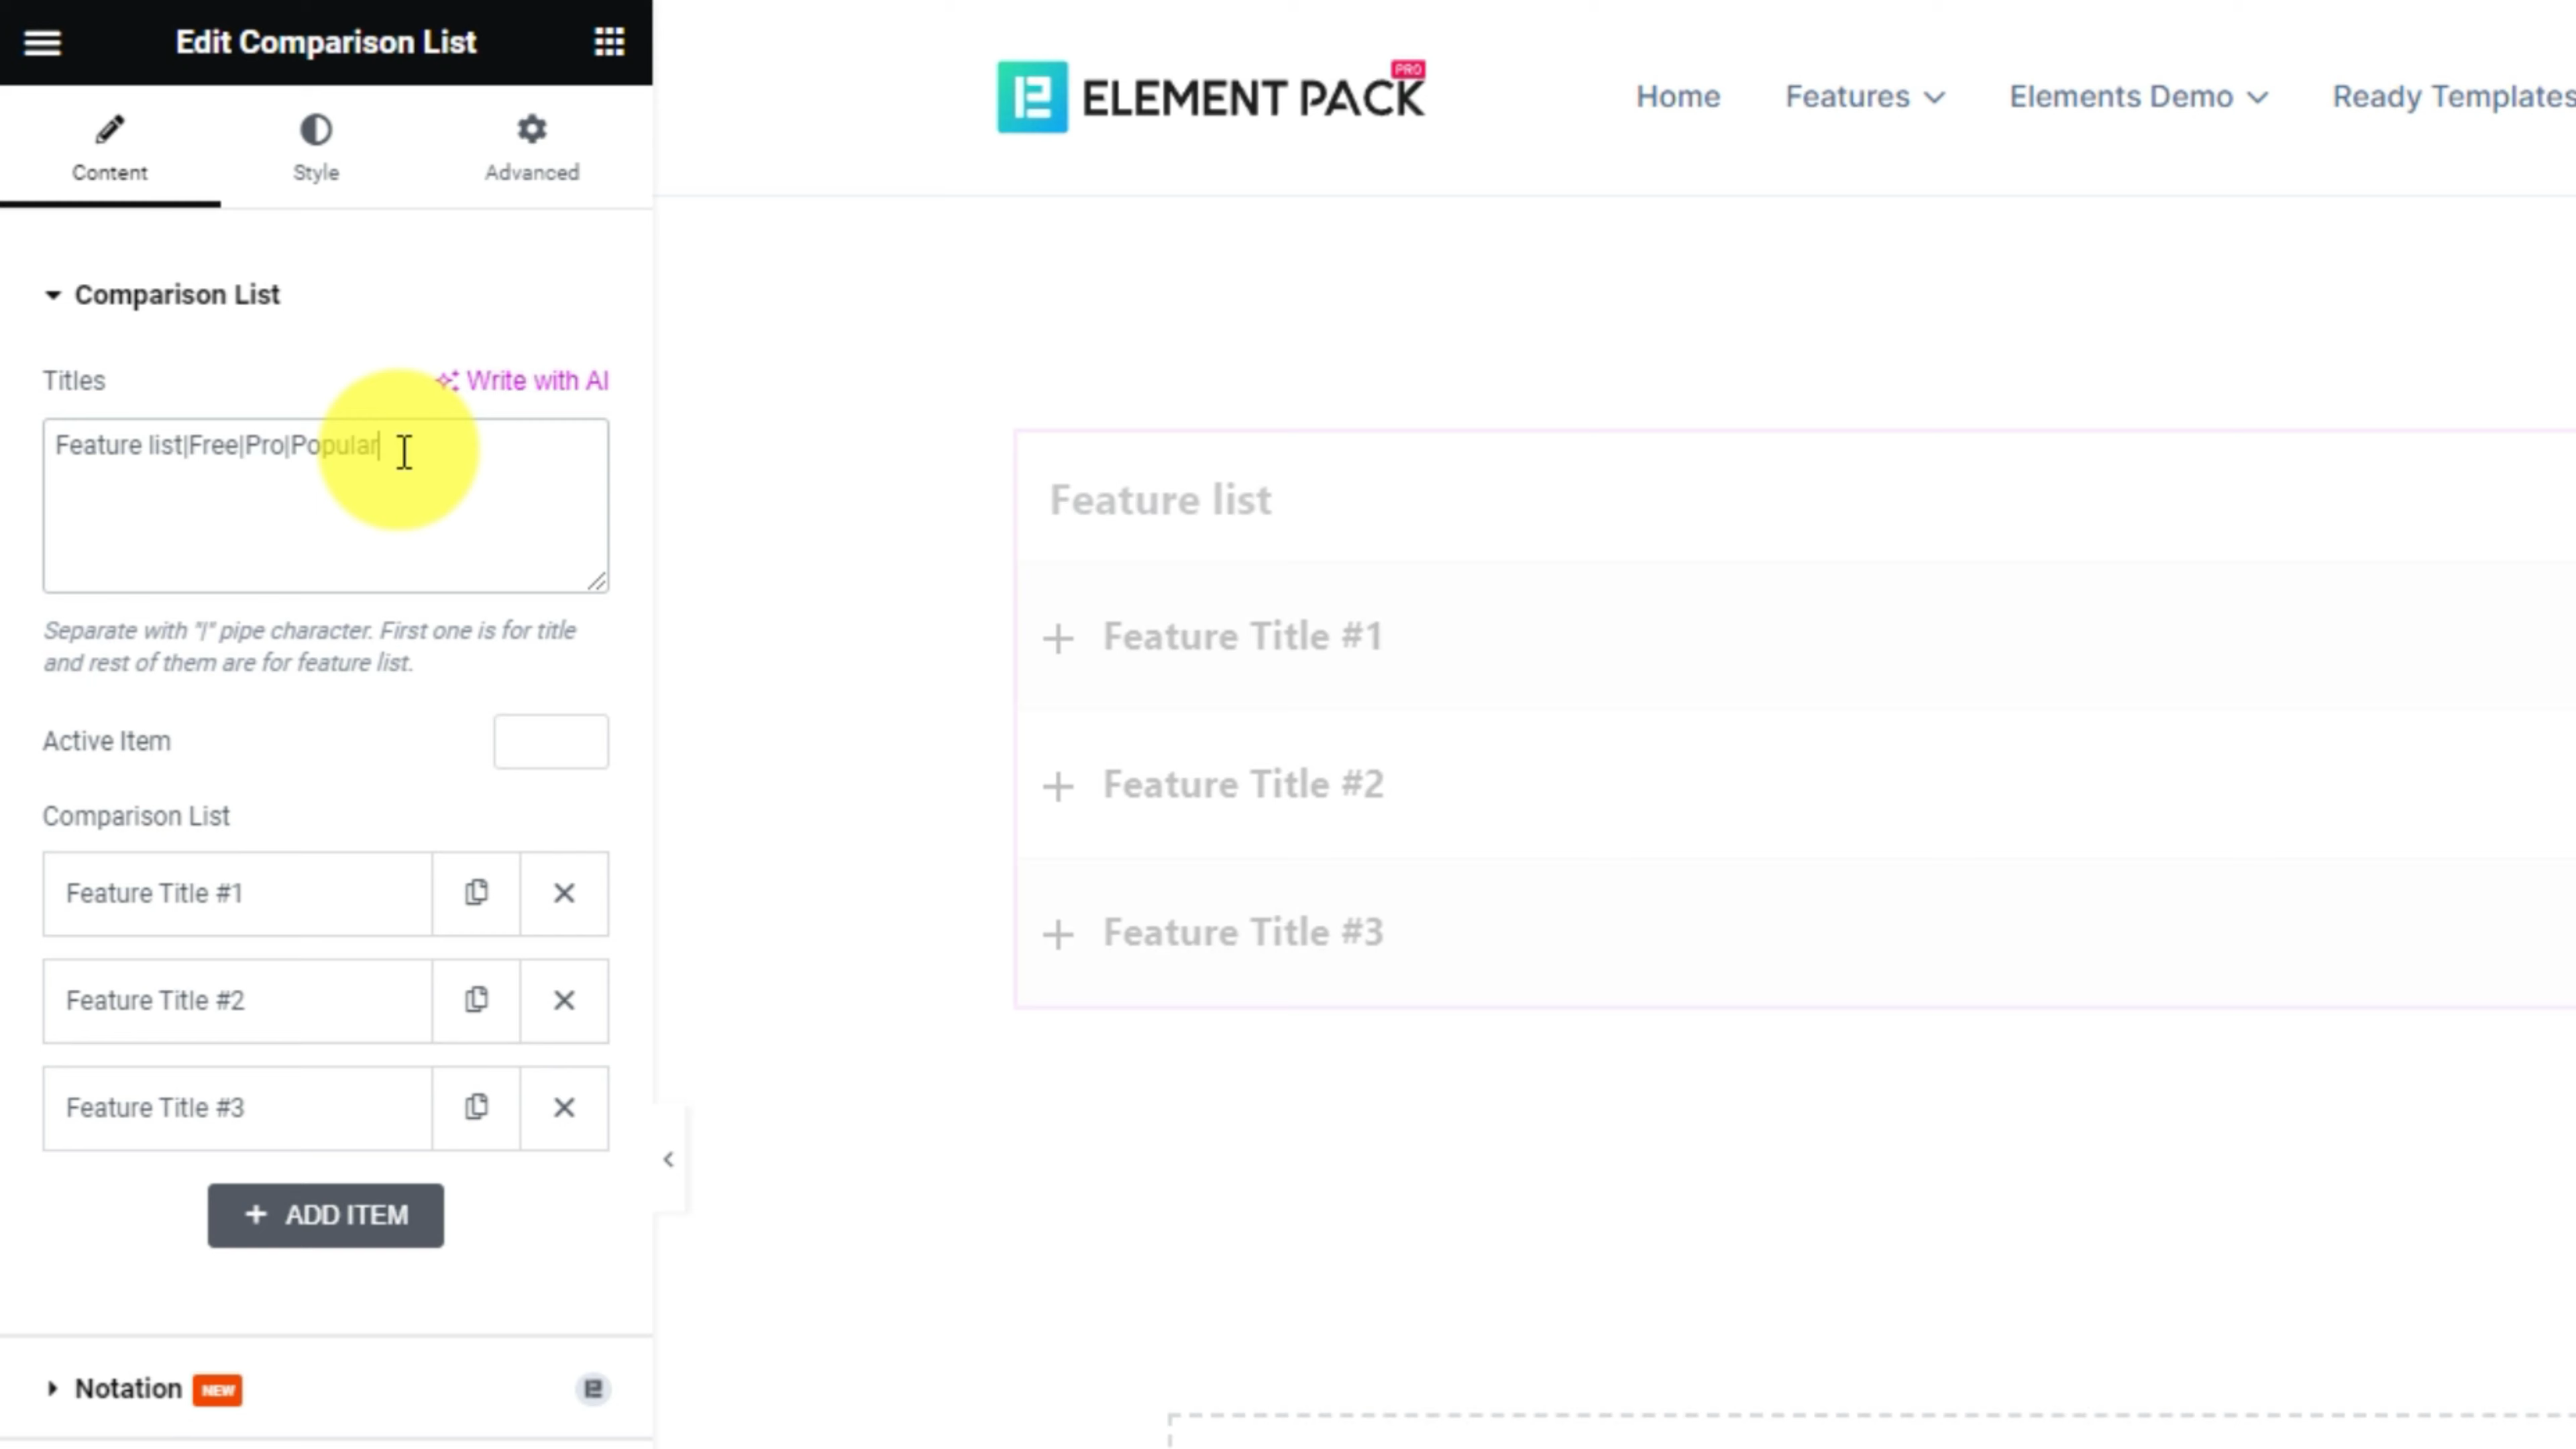 Edit Comparison List
Content
Style
Advanced
Comparison List
Titles
Write with AI
Feature list|Free|Pro|Popular
Separate with "|" pipe character. First one is for title
and rest of them are for feature list.
Active Item
Comparison List
Feature Title #1
Feature Title #2
Feature Title #3
+ ADD ITEM
Notation NEW
ELEMENT PACK PRO
Home
Features
Elements Demo
Ready Templates
Feature list
+ Feature Title #1
+ Feature Title #2
+ Feature Title #3